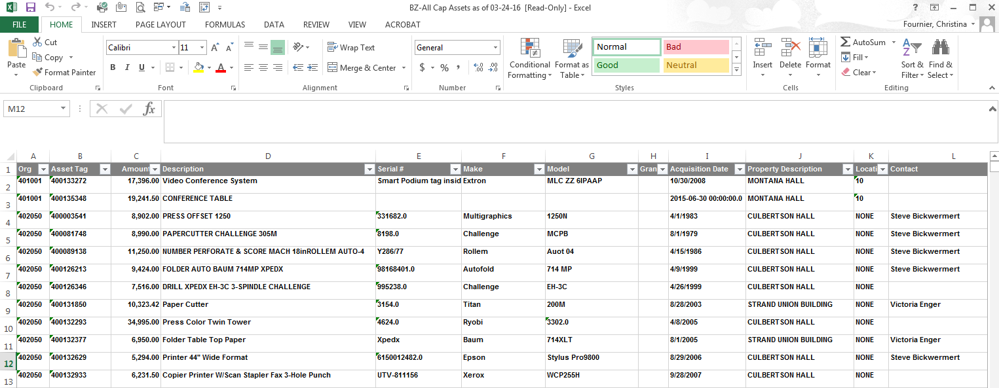 BZ-All Cap Assets as of 03-24-16 [Read-Only] - Excel ?
FILE HOME INSERT PAGE LAYOUT FORMULAS DATA REVIEW VIEW ACROBAT Fournier, Christina
Paste Cut Copy Format Painter Clipboard
Calibri 11 A A B I U A Font
Wrap Text Merge & Center Alignment
General $ % , Number
Conditional Formatting Format as Table Normal Bad Good Neutral Styles
Insert Delete Format Cells
AutoSum Fill Clear Sort & Filter Find & Select Editing
M12 fx
A B C D E F G H I J K L
1 Org Asset Tag Amount Description Serial # Make Model Gran Acquisition Date Property Description Locati Contact
2 401001 400133272 17,396.00 Video Conference System Smart Podium tag insid Extron MLC ZZ 6IPAAP 10/30/2008 MONTANA HALL 10
3 401001 400135348 19,241.50 CONFERENCE TABLE 2015-06-30 00:00:00.0 MONTANA HALL 10
4 402050 400003541 8,902.00 PRESS OFFSET 1250 331682.0 Multigraphics 1250N 4/1/1983 CULBERTSON HALL NONE Steve Bickwermert
5 402050 400081748 8,990.00 PAPERCUTTER CHALLENGE 305M 8198.0 Challenge MCPB 8/1/1979 CULBERTSON HALL NONE Steve Bickwermert
6 402050 400089138 11,250.00 NUMBER PERFORATE & SCORE MACH 18inROLLEM AUTO-4 Y286/77 Rollem Auot 04 4/15/1986 CULBERTSON HALL NONE Steve Bickwermert
7 402050 400126213 9,424.00 FOLDER AUTO BAUM 714MP XPEDX 98168401.0 Autofold 714 MP 4/9/1999 CULBERTSON HALL NONE Steve Bickwermert
8 402050 400126346 7,516.00 DRILL XPEDX EH-3C 3-SPINDLE CHALLENGE 995238.0 Challenge EH-3C 4/26/1999 CULBERTSON HALL NONE
9 402050 400131850 10,323.42 Paper Cutter 3154.0 Titan 200M 8/28/2003 STRAND UNION BUILDING NONE Victoria Enger
10 402050 400132293 34,995.00 Press Color Twin Tower 4624.0 Ryobi 3302.0 4/8/2005 CULBERTSON HALL NONE
11 402050 400132377 6,950.00 Folder Table Top Paper Xpedx Baum 714XLT 8/1/2005 STRAND UNION BUILDING NONE Victoria Enger
12 402050 400132629 5,294.00 Printer 44" Wide Format 6150012482.0 Epson Stylus Pro9800 8/29/2006 CULBERTSON HALL NONE Steve Bickwermert
13 402050 400132933 6,231.50 Copier Printer W/Scan Stapler Fax 3-Hole Punch UTV-811156 Xerox WCP255H 9/28/2007 CULBERTSON HALL NONE